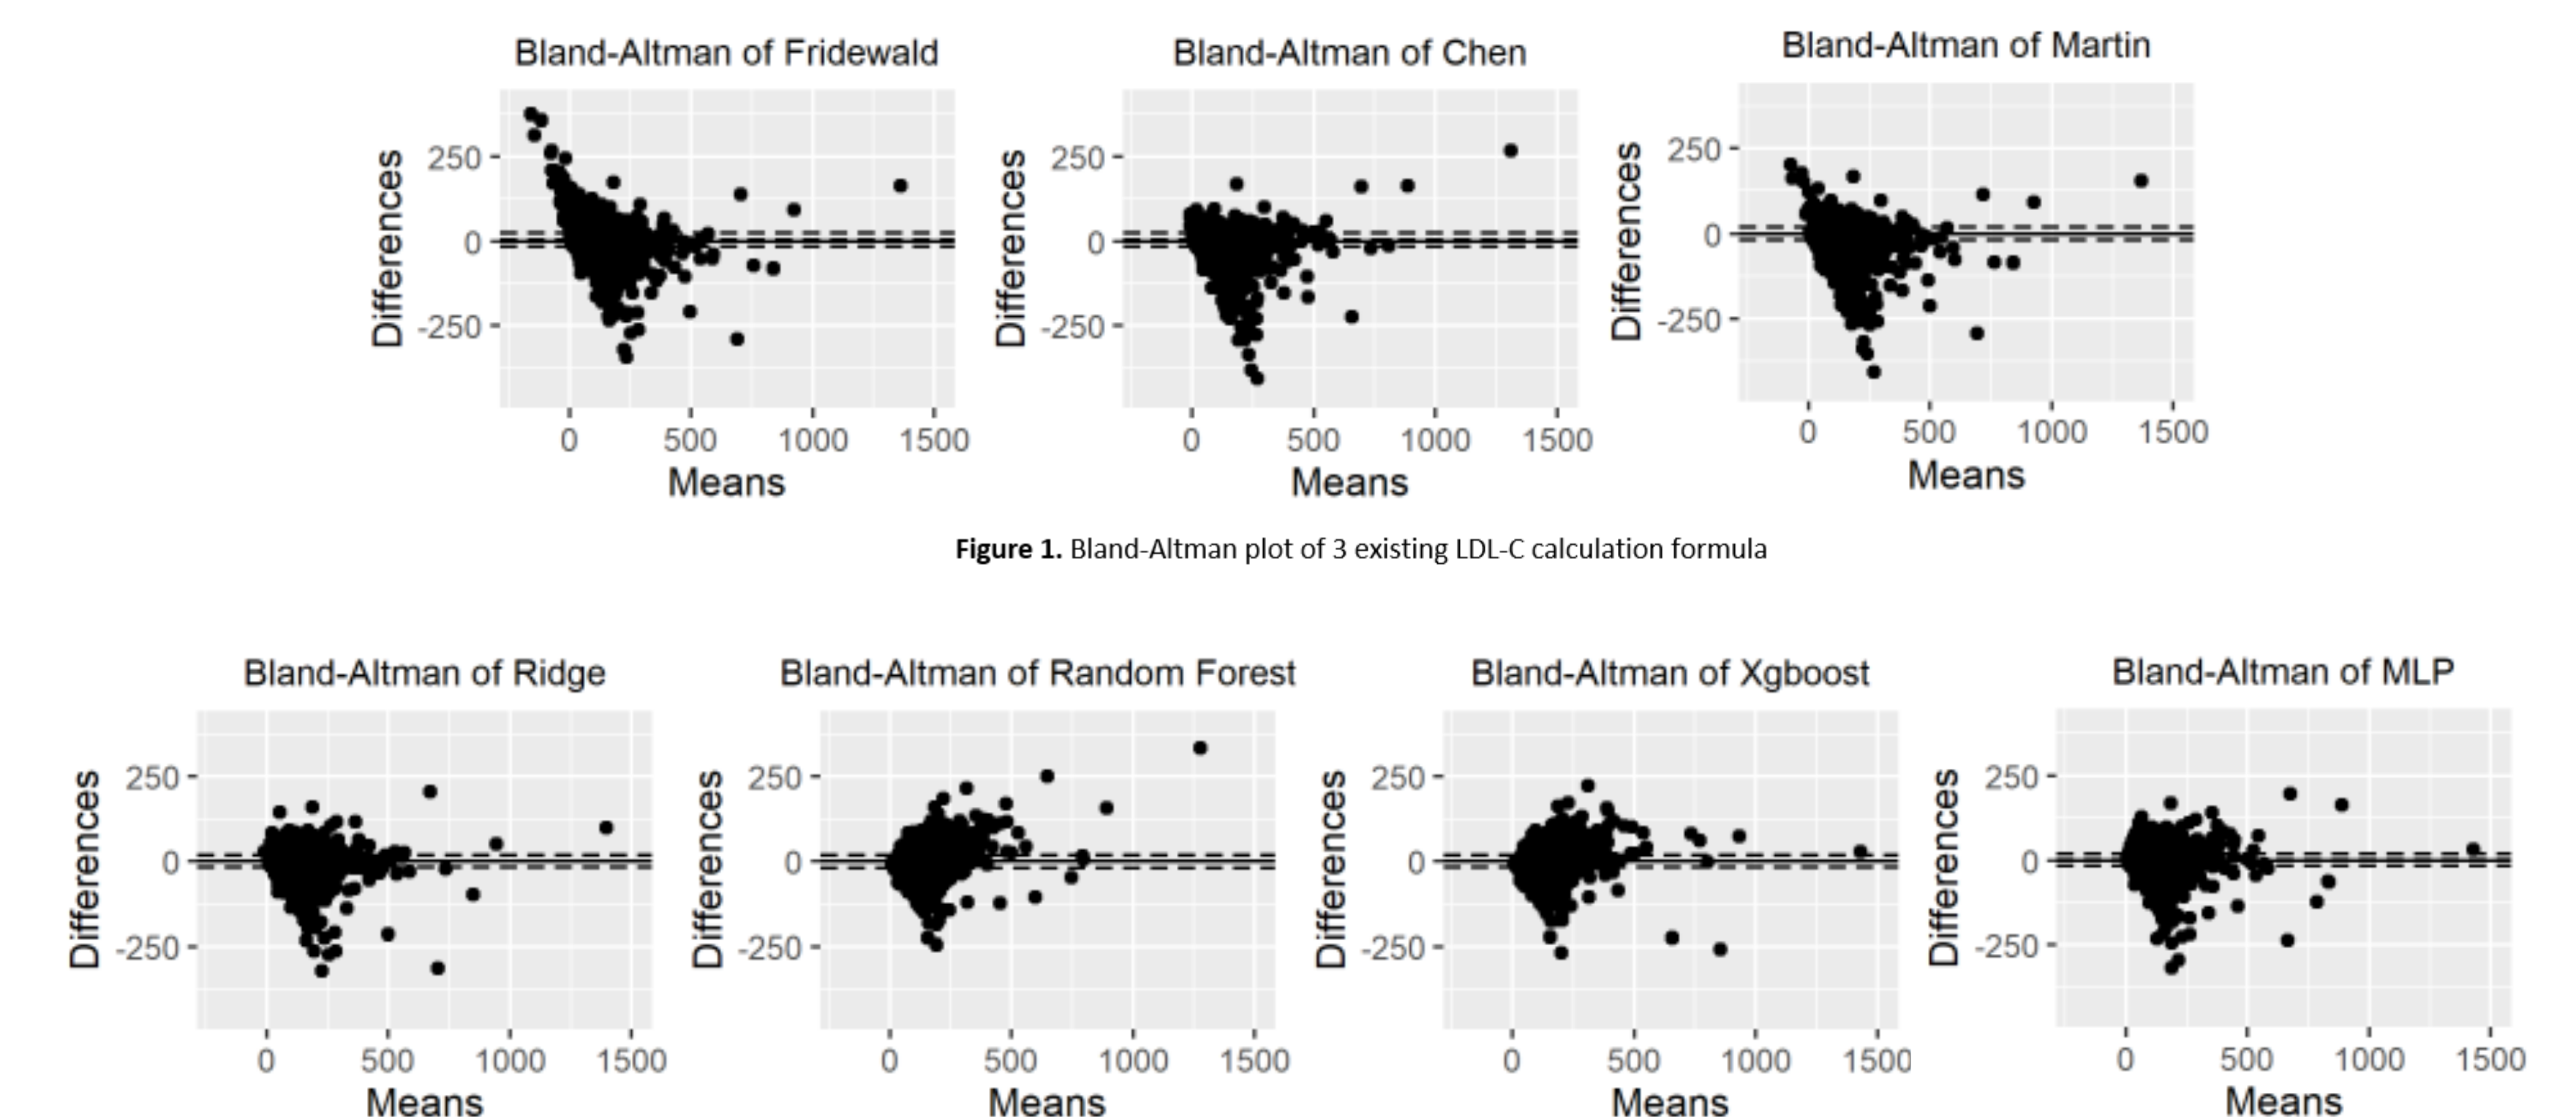 Bland-Altman of Fridewald
Bland-Altman of Chen
Bland-Altman of Martin
Differences
250
0
-250
0 500 1000 1500
Means
Differences
250
0
-250
0 500 1000 1500
Means
Differences
250
0
-250
0 500 1000 1500
Means
Figure 1. Bland-Altman plot of 3 existing LDL-C calculation formula
Bland-Altman of Ridge
Bland-Altman of Random Forest
Bland-Altman of Xgboost
Bland-Altman of MLP
Differences
250
0
-250
0 500 1000 1500
Means
Differences
250
0
-250
0 500 1000 1500
Means
Differences
250
0
-250
0 500 1000 1500
Means
Differences
250
0
-250
0 500 1000 1500
Means